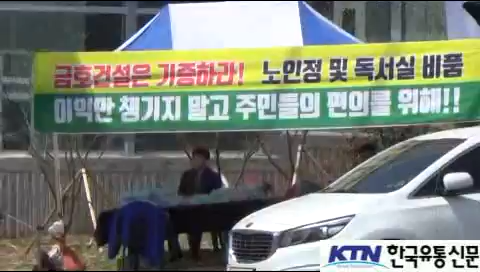 금호건설은 기증하라! 노인정 및 독서실 비품
이익만 챙기지 말고 주민들의 편의를 위해!!
KTN 한국유통신문